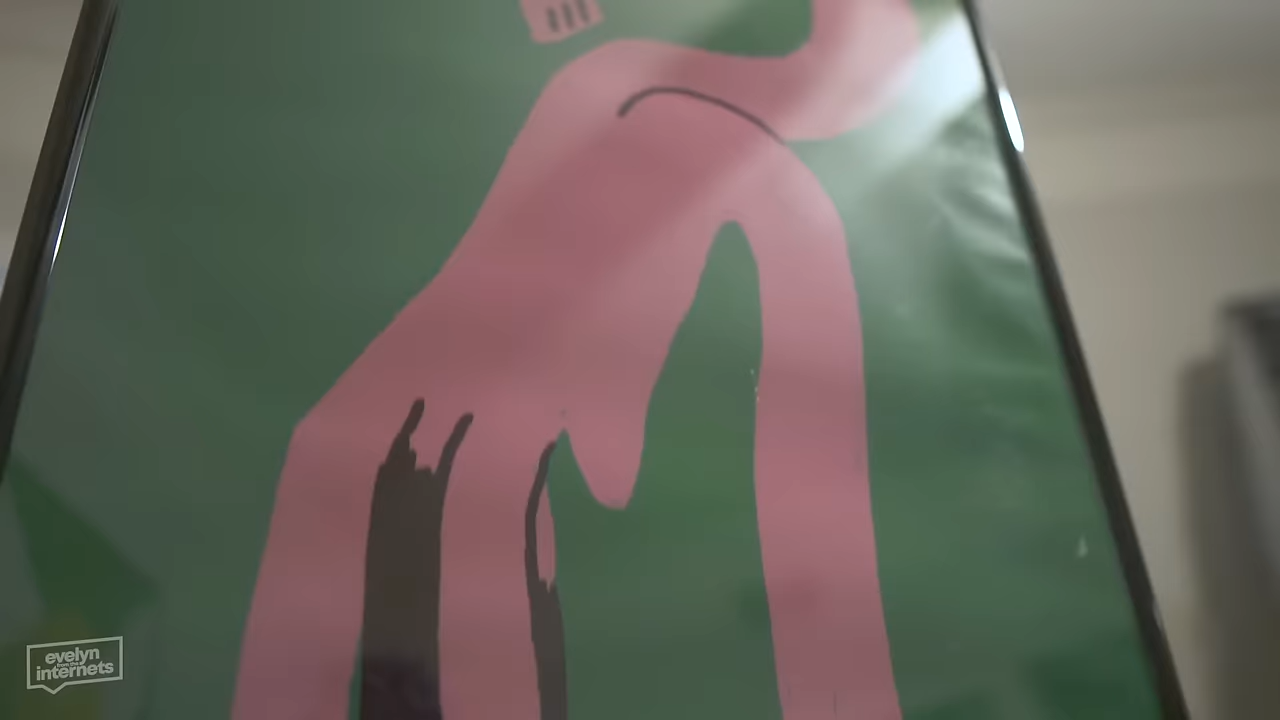 evelyn
from the
internets